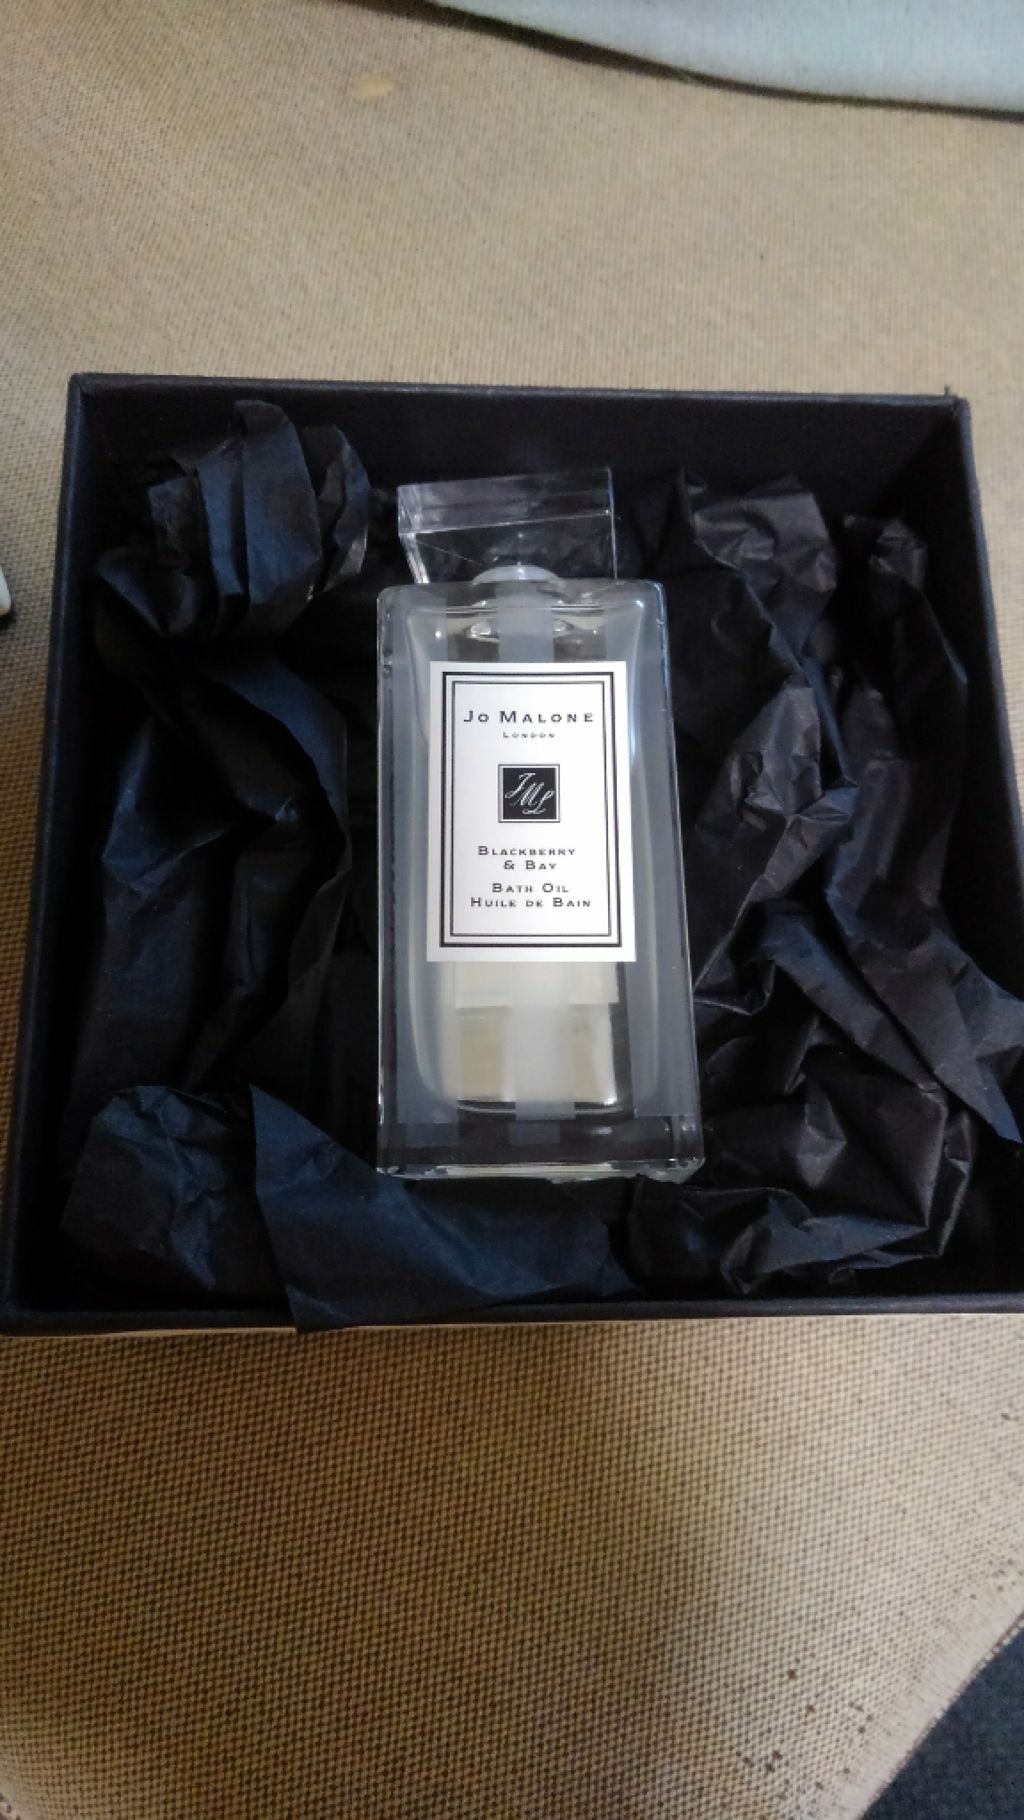 Jo Malone
London
JML
Blackberry
& Bay
Bath Oil
Huile de Bain